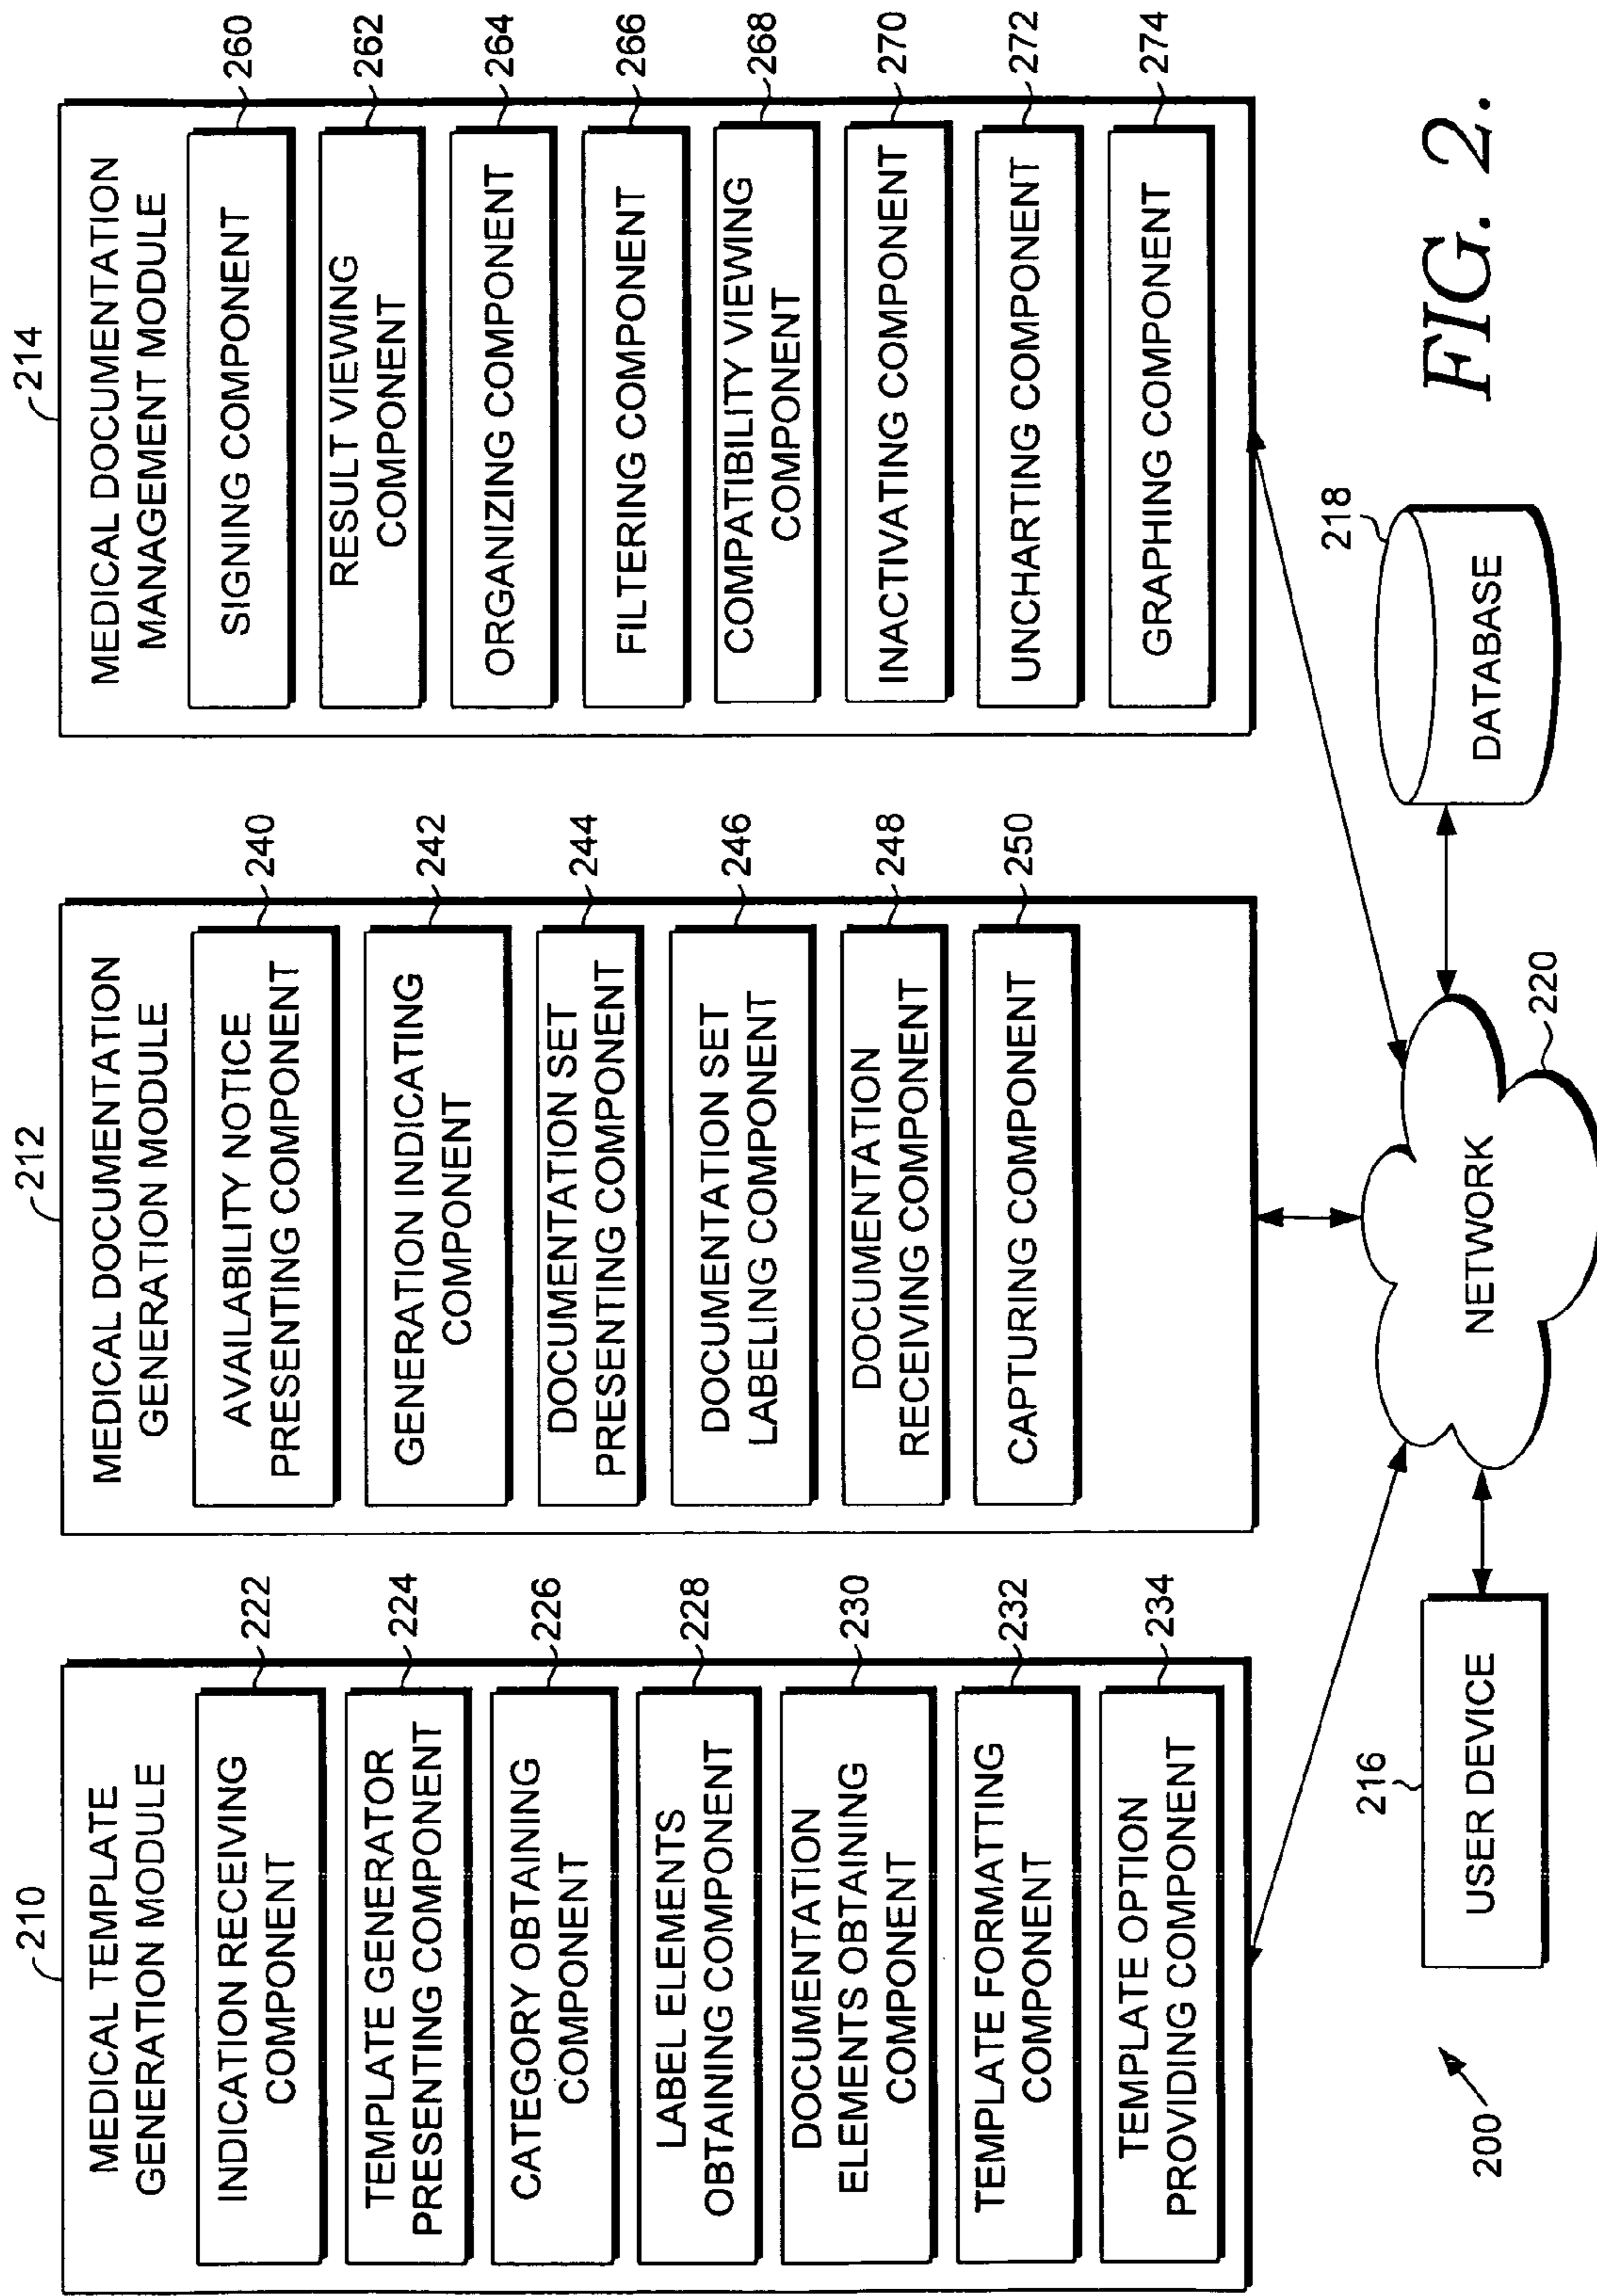 210
MEDICAL TEMPLATE
GENERATION MODULE
INDICATION RECEIVING
COMPONENT
222
TEMPLATE GENERATOR
PRESENTING COMPONENT
224
CATEGORY OBTAINING
COMPONENT
226
LABEL ELEMENTS
OBTAINING COMPONENT
228
DOCUMENTATION
ELEMENTS OBTAINING
COMPONENT
230
TEMPLATE FORMATTING
COMPONENT
232
TEMPLATE OPTION
PROVIDING COMPONENT
234
212
MEDICAL DOCUMENTATION
GENERATION MODULE
AVAILABILITY NOTICE
PRESENTING COMPONENT
240
GENERATION INDICATING
COMPONENT
242
DOCUMENTATION SET
PRESENTING COMPONENT
244
DOCUMENTATION SET
LABELING COMPONENT
246
DOCUMENTATION
RECEIVING COMPONENT
248
CAPTURING COMPONENT
250
214
MEDICAL DOCUMENTATION
MANAGEMENT MODULE
SIGNING COMPONENT
260
RESULT VIEWING
COMPONENT
262
ORGANIZING COMPONENT
264
FILTERING COMPONENT
266
COMPATIBILITY VIEWING
COMPONENT
268
INACTIVATING COMPONENT
270
UNCHARTING COMPONENT
272
GRAPHING COMPONENT
274
216
USER DEVICE
NETWORK
220
218
DATABASE
200
FIG. 2.